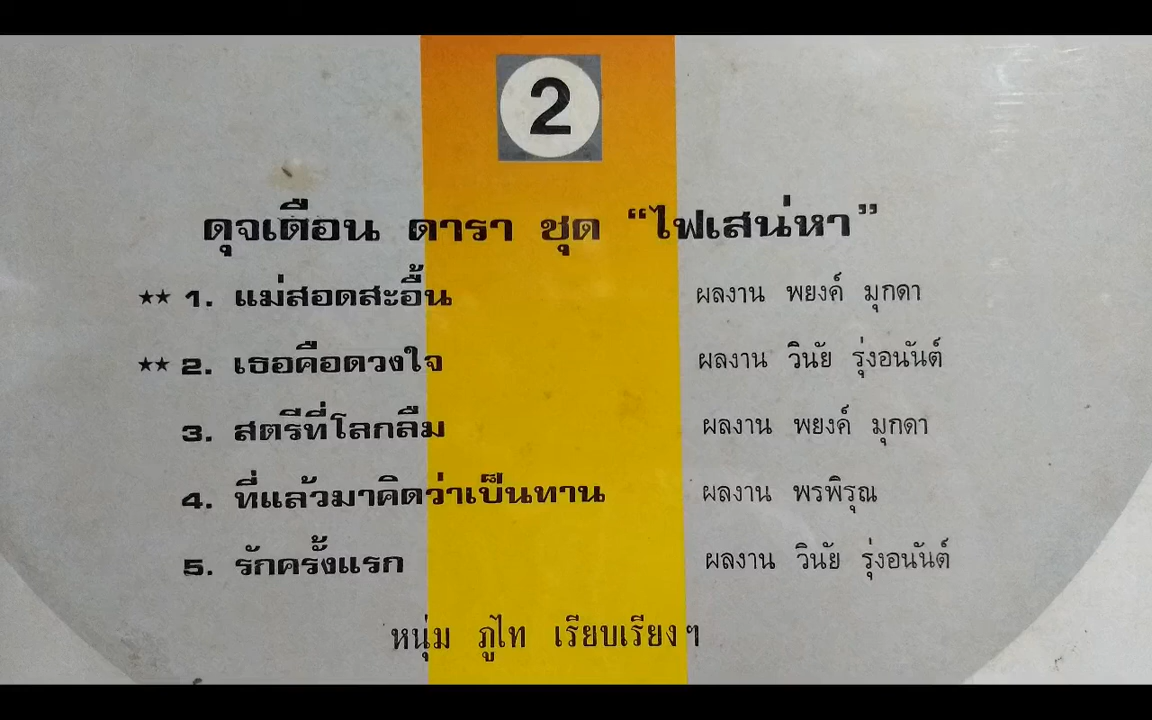 2
ดุจเดือน ดารา ชุด “ไฟเสน่หา”
★★ 1. แม่สอดสะอื้น ผลงาน พยงค์ มุกดา
★★ 2. เธอคือดวงใจ ผลงาน วินัย รุ่งอนันต์
3. สตรีที่โลกลืม ผลงาน พยงค์ มุกดา
4. ที่แล้วมาคิดว่าเป็นทาน ผลงาน พรพิรุณ
5. รักครั้งแรก ผลงาน วินัย รุ่งอนันต์
หนุ่ม ภูไท เรียบเรียงฯ